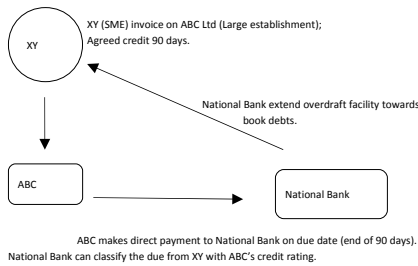 XY (SME) invoice on ABC Ltd (Large establishment);
Agreed credit 90 days.
XY
National Bank extend overdraft facility towards
book debts.
ABC
National Bank
ABC makes direct payment to National Bank on due date (end of 90 days).
National Bank can classify the due from XY with ABC’s credit rating.